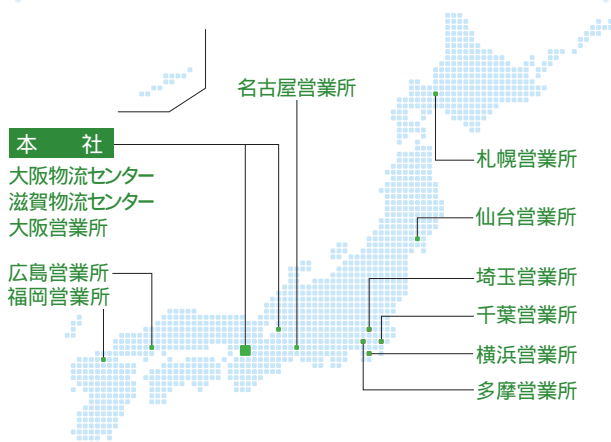 名古屋営業所
本 社
大阪物流センター
滋賀物流センター
大阪営業所
広島営業所
福岡営業所
札幌営業所
仙台営業所
埼玉営業所
千葉営業所
横浜営業所
多摩営業所